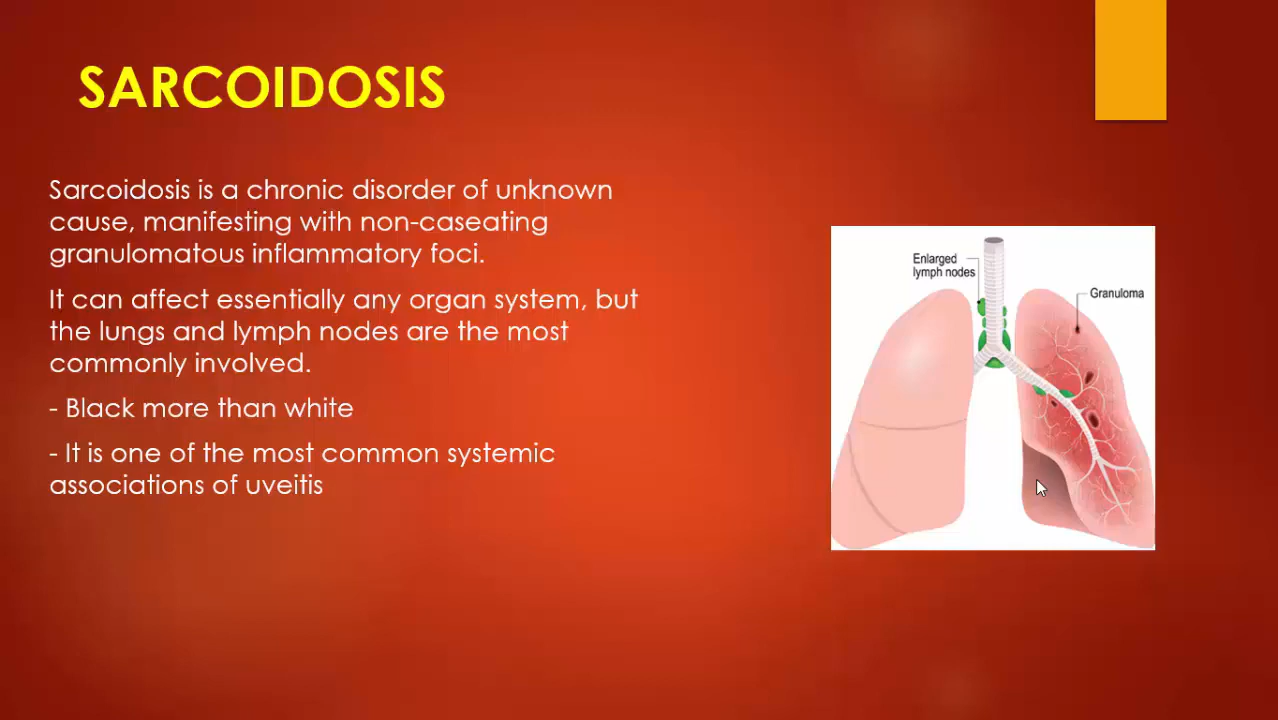 SARCOIDOSIS
Sarcoidosis is a chronic disorder of unknown
cause, manifesting with non-caseating
granulomatous inflammatory foci.
It can affect essentially any organ system, but
the lungs and lymph nodes are the most
commonly involved.
- Black more than white
- It is one of the most common systemic
associations of uveitis
Enlarged
lymph nodes
Granuloma